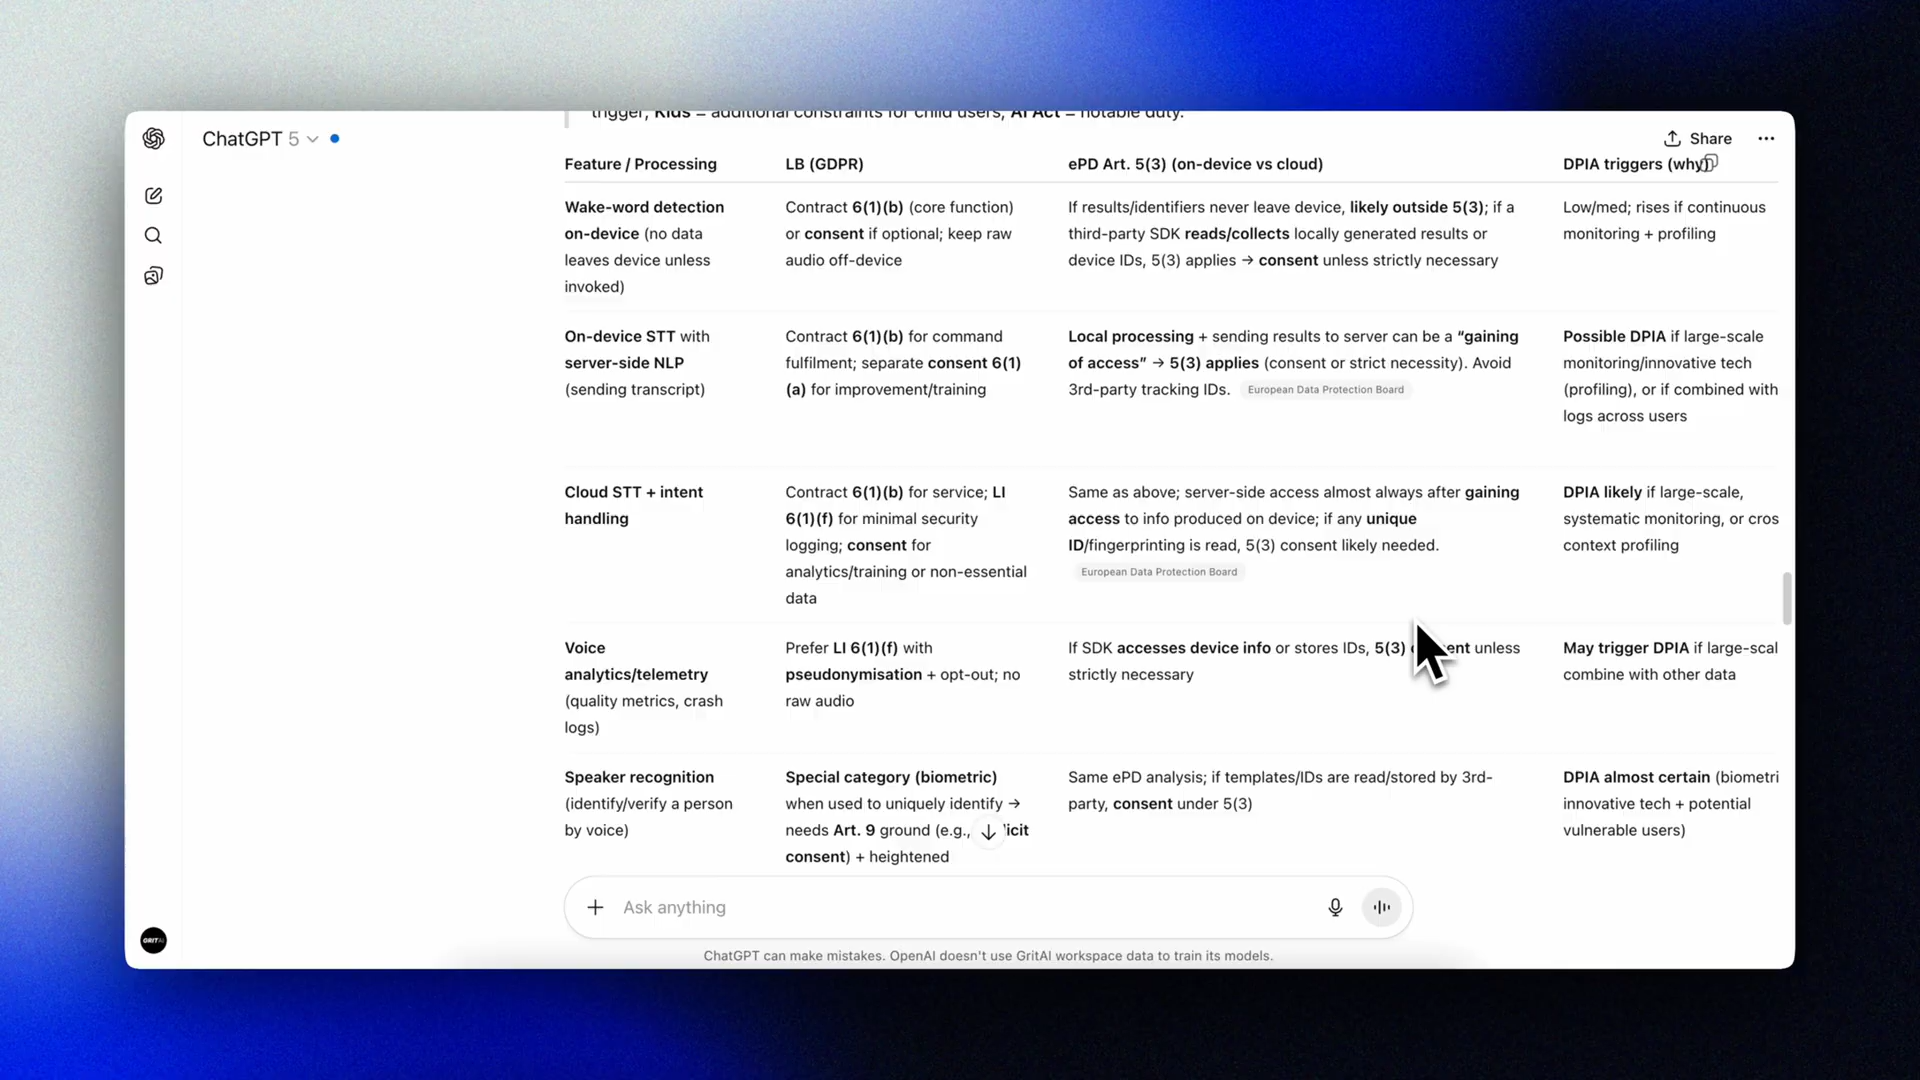 trigger, Kids = additional constraints for child users, AI Act = notable duty.
ChatGPT 5
Share
Feature / Processing
LB (GDPR)
ePD Art. 5(3) (on-device vs cloud)
DPIA triggers (why)
Wake-word detection
on-device (no data
leaves device unless
invoked)
Contract 6(1)(b) (core function)
or consent if optional; keep raw
audio off-device
If results/identifiers never leave device, likely outside 5(3); if a
third-party SDK reads/collects locally generated results or
device IDs, 5(3) applies → consent unless strictly necessary
Low/med; rises if continuous
monitoring + profiling
On-device STT with
server-side NLP
(sending transcript)
Contract 6(1)(b) for command
fulfilment; separate consent 6(1)
(a) for improvement/training
Local processing + sending results to server can be a “gaining
of access” → 5(3) applies (consent or strict necessity). Avoid
3rd-party tracking IDs. European Data Protection Board
Possible DPIA if large-scale
monitoring/innovative tech
(profiling), or if combined with
logs across users
Cloud STT + intent
handling
Contract 6(1)(b) for service; LI
6(1)(f) for minimal security
logging; consent for
analytics/training or non-essential
data
Same as above; server-side access almost always after gaining
access to info produced on device; if any unique
ID/fingerprinting is read, 5(3) consent likely needed.
European Data Protection Board
DPIA likely if large-scale,
systematic monitoring, or cros
context profiling
Voice
analytics/telemetry
(quality metrics, crash
logs)
Prefer LI 6(1)(f) with
pseudonymisation + opt-out; no
raw audio
If SDK accesses device info or stores IDs, 5(3) unless
strictly necessary
May trigger DPIA if large-scal
combine with other data
Speaker recognition
(identify/verify a person
by voice)
Special category (biometric)
when used to uniquely identify →
needs Art. 9 ground (e.g., licit
consent) + heightened
Same ePD analysis; if templates/IDs are read/stored by 3rd-
party, consent under 5(3)
DPIA almost certain (biometri
innovative tech + potential
vulnerable users)
Ask anything
GRITAI
ChatGPT can make mistakes. OpenAI doesn't use GritAI workspace data to train its models.